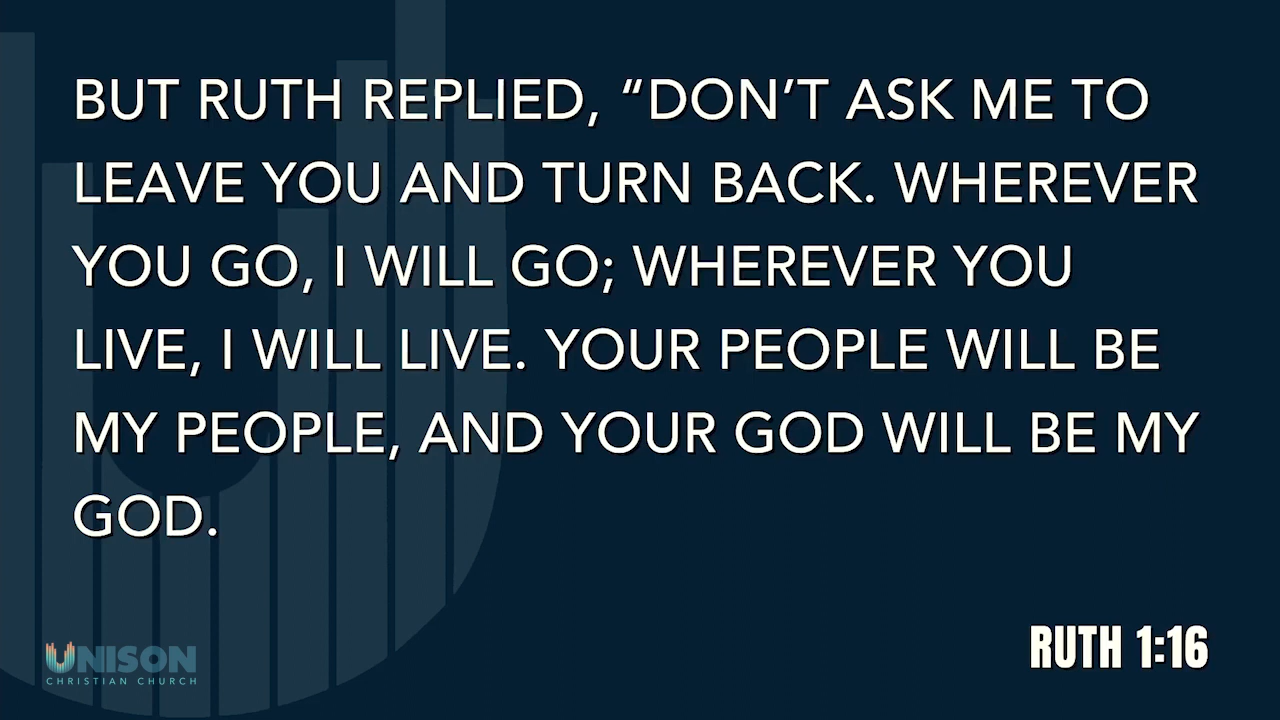 BUT RUTH REPLIED, “DON’T ASK ME TO
LEAVE YOU AND TURN BACK. WHEREVER
YOU GO, I WILL GO; WHEREVER YOU
LIVE, I WILL LIVE. YOUR PEOPLE WILL BE
MY PEOPLE, AND YOUR GOD WILL BE MY
GOD.
RUTH 1:16
UNISON
CHRISTIAN CHURCH